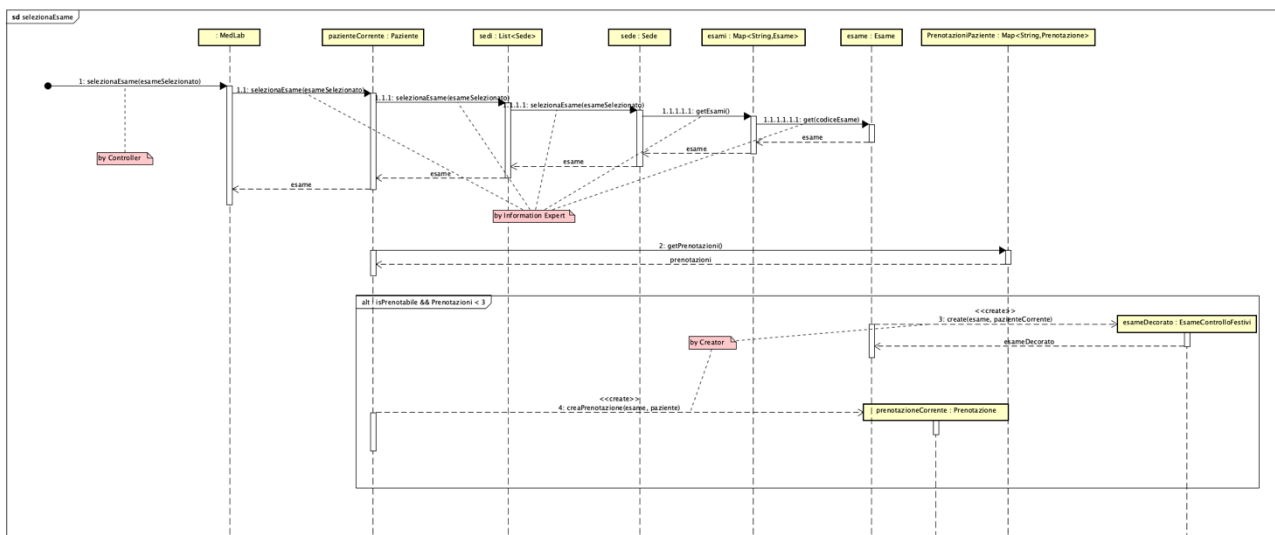 sd selezionaEsame
: MedLab
pazienteCorrente : Paziente
sedi : List<Sede>
sede : Sede
esami : Map<String,Esame>
esame : Esame
PrenotazioniPaziente : Map<String,Prenotazione>
1: selezionaEsame(esameSelezionato)
1.1: selezionaEsame(esameSelezionato)
1.1.1: selezionaEsame(esameSelezionato)
1.1.1.1: selezionaEsame(esameSelezionato)
1.1.1.1.1: getEsami()
1.1.1.1.1.1: get(codiceEsame)
esame
esame
esame
esame
esame
by Controller
by Information Expert
2: getPrenotazioni()
prenotazioni
alt isPrenotabile && Prenotazioni < 3
<<create>>
3: create(esame, pazienteCorrente)
esameDecorato : EsameControlloFestivi
by Creator
esameDecorato
<<create>>
4: creaPrenotazione(esame, paziente)
prenotazioneCorrente : Prenotazione